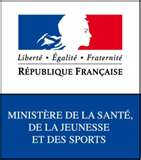 Liberté • Égalité • Fraternité
RÉPUBLIQUE FRANÇAISE
MINISTÈRE DE LA SANTÉ,
DE LA JEUNESSE
ET DES SPORTS